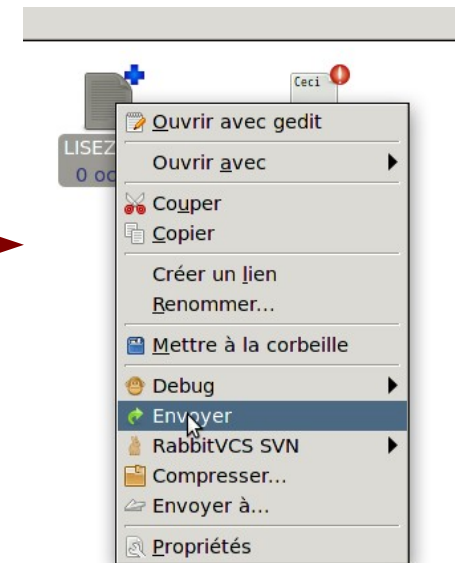 Ceci
LISEZ
0 oc
Ouvrir avec gedit
Ouvrir avec
Couper
Copier
Créer un lien
Renommer...
Mettre à la corbeille
Debug
Envoyer
RabbitVCS SVN
Compresser...
Envoyer à...
Propriétés